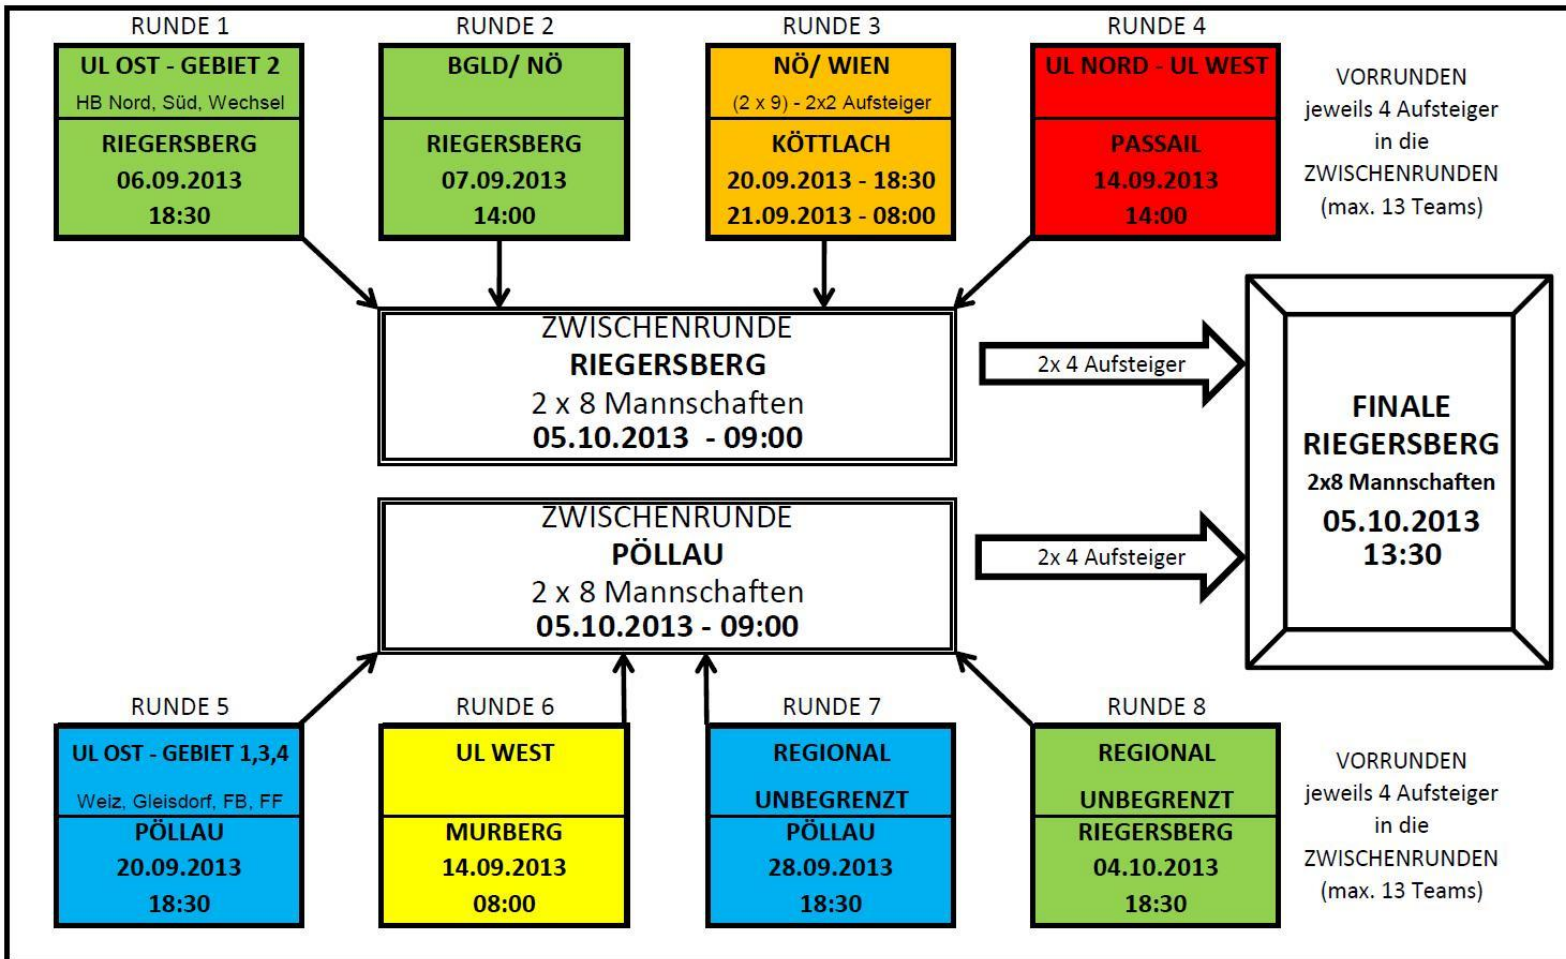 RUNDE 1
UL OST - GEBIET 2
HB Nord, Süd, Wechsel
RIEGERSBERG
06.09.2013
18:30
RUNDE 2
BGLD/ NÖ
RIEGERSBERG
07.09.2013
14:00
RUNDE 3
NÖ/ WIEN
(2 x 9) - 2x2 Aufsteiger
KÖTTLACH
20.09.2013 - 18:30
21.09.2013 - 08:00
RUNDE 4
UL NORD - UL WEST
PASSAIL
14.09.2013
14:00
VORRUNDEN
jeweils 4 Aufsteiger
in die
ZWISCHENRUNDEN
(max. 13 Teams)
ZWISCHENRUNDE
RIEGERSBERG
2 x 8 Mannschaften
05.10.2013 - 09:00
2x 4 Aufsteiger
ZWISCHENRUNDE
PÖLLAU
2 x 8 Mannschaften
05.10.2013 - 09:00
2x 4 Aufsteiger
FINALE
RIEGERSBERG
2x8 Mannschaften
05.10.2013
13:30
RUNDE 5
UL OST - GEBIET 1,3,4
Weiz, Gleisdorf, FB, FF
PÖLLAU
20.09.2013
18:30
RUNDE 6
UL WEST
MURBERG
14.09.2013
08:00
RUNDE 7
REGIONAL
UNBEGRENZT
PÖLLAU
28.09.2013
18:30
RUNDE 8
REGIONAL
UNBEGRENZT
RIEGERSBERG
04.10.2013
18:30
VORRUNDEN
jeweils 4 Aufsteiger
in die
ZWISCHENRUNDEN
(max. 13 Teams)